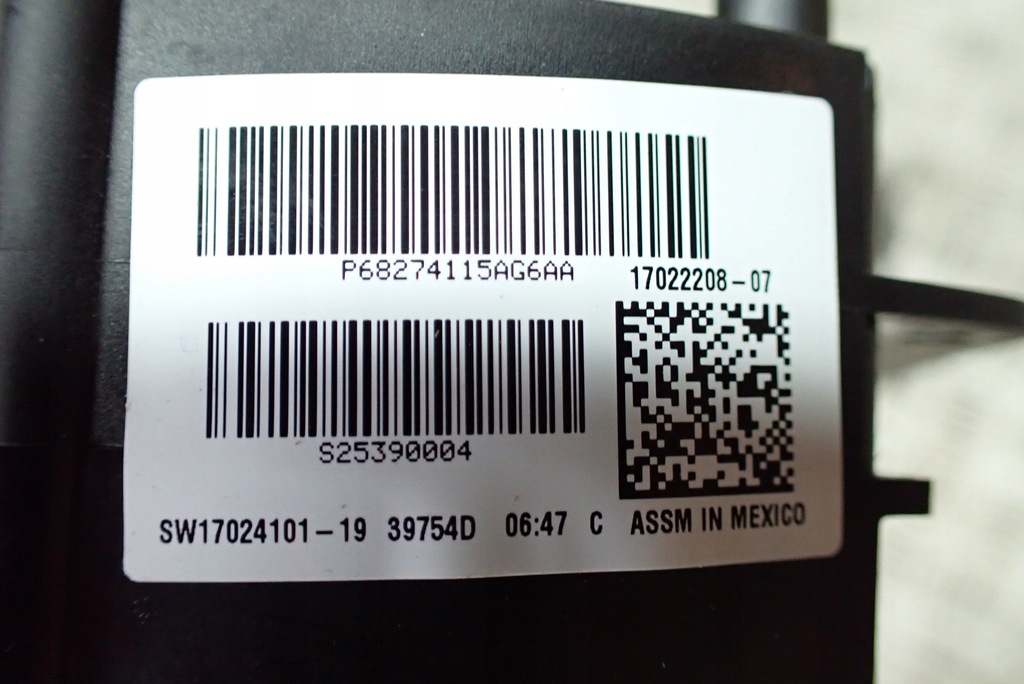 P68274115AG6AA
17022208-07
S25390004
SW17024101-19 39754D 06:47 C ASSM IN MEXICO